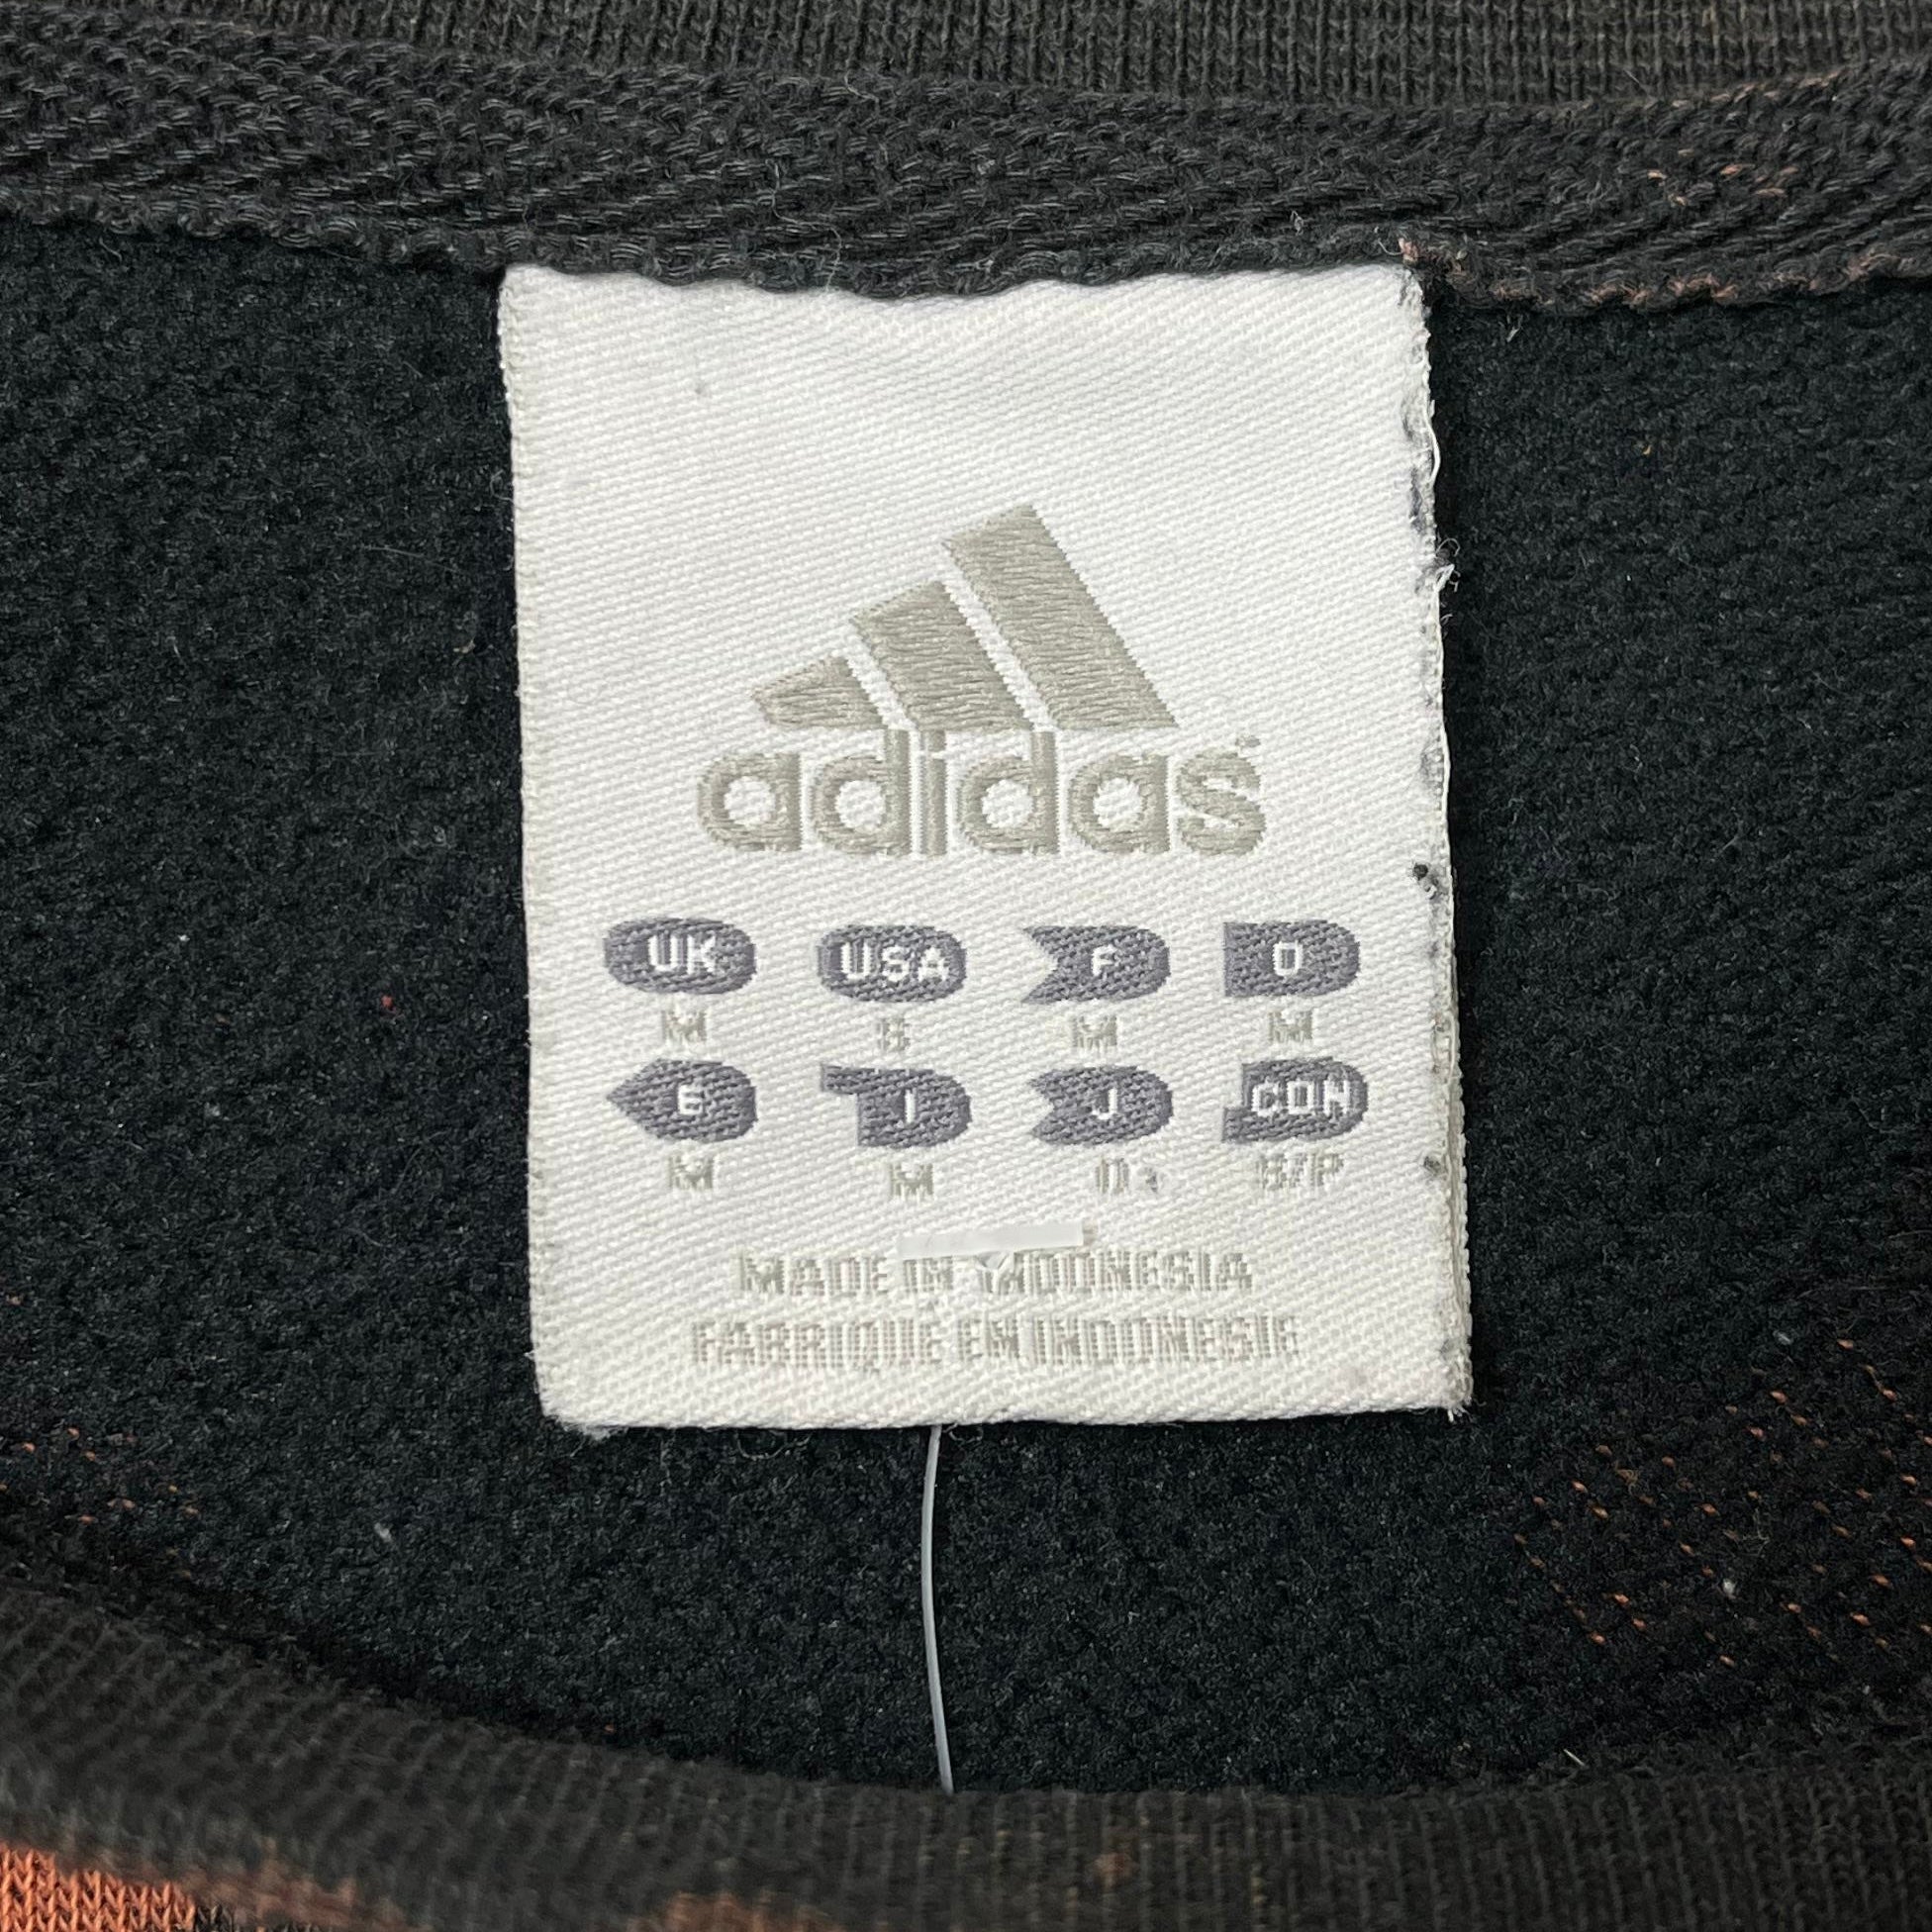 adidas
UK USA F D
M S M M
E I J CDN
M M O S/P
MADE IN INDONESIA
FABRIQUE EN INDONESIE